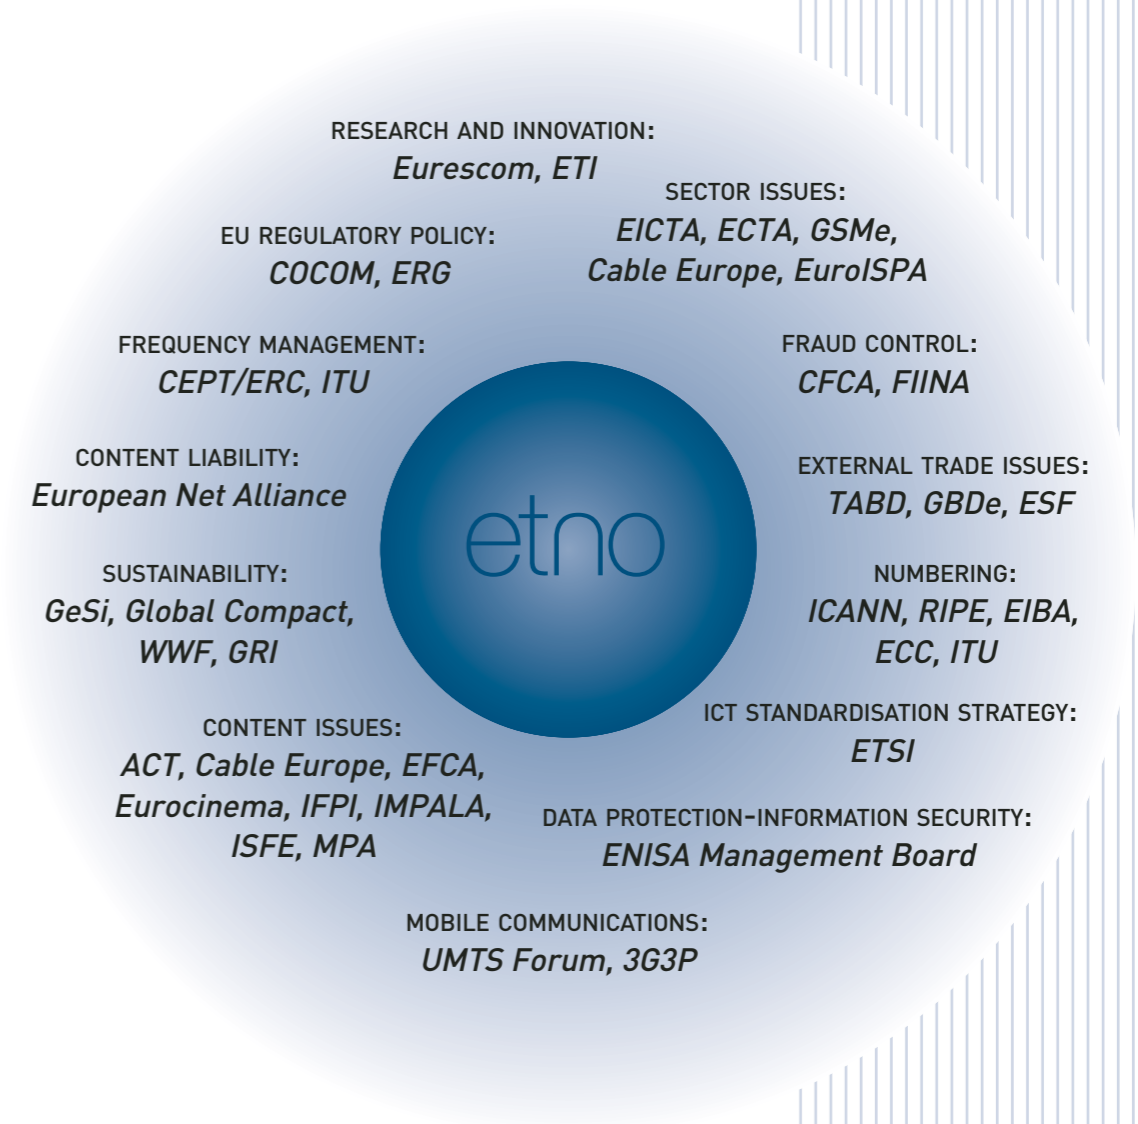 RESEARCH AND INNOVATION:
Eurescom, ETI
SECTOR ISSUES:
EICTA, ECTA, GSMe,
Cable Europe, EuroISPA
EU REGULATORY POLICY:
COCOM, ERG
FREQUENCY MANAGEMENT:
CEPT/ERC, ITU
FRAUD CONTROL:
CFCA, FIINA
CONTENT LIABILITY:
European Net Alliance
EXTERNAL TRADE ISSUES:
TABD, GBDe, ESF
etno
SUSTAINABILITY:
GeSi, Global Compact,
WWF, GRI
NUMBERING:
ICANN, RIPE, EIBA,
ECC, ITU
CONTENT ISSUES:
ACT, Cable Europe, EFCA,
Eurocinema, IFPI, IMPALA,
ISFE, MPA
ICT STANDARDISATION STRATEGY:
ETSI
DATA PROTECTION-INFORMATION SECURITY:
ENISA Management Board
MOBILE COMMUNICATIONS:
UMTS Forum, 3G3P